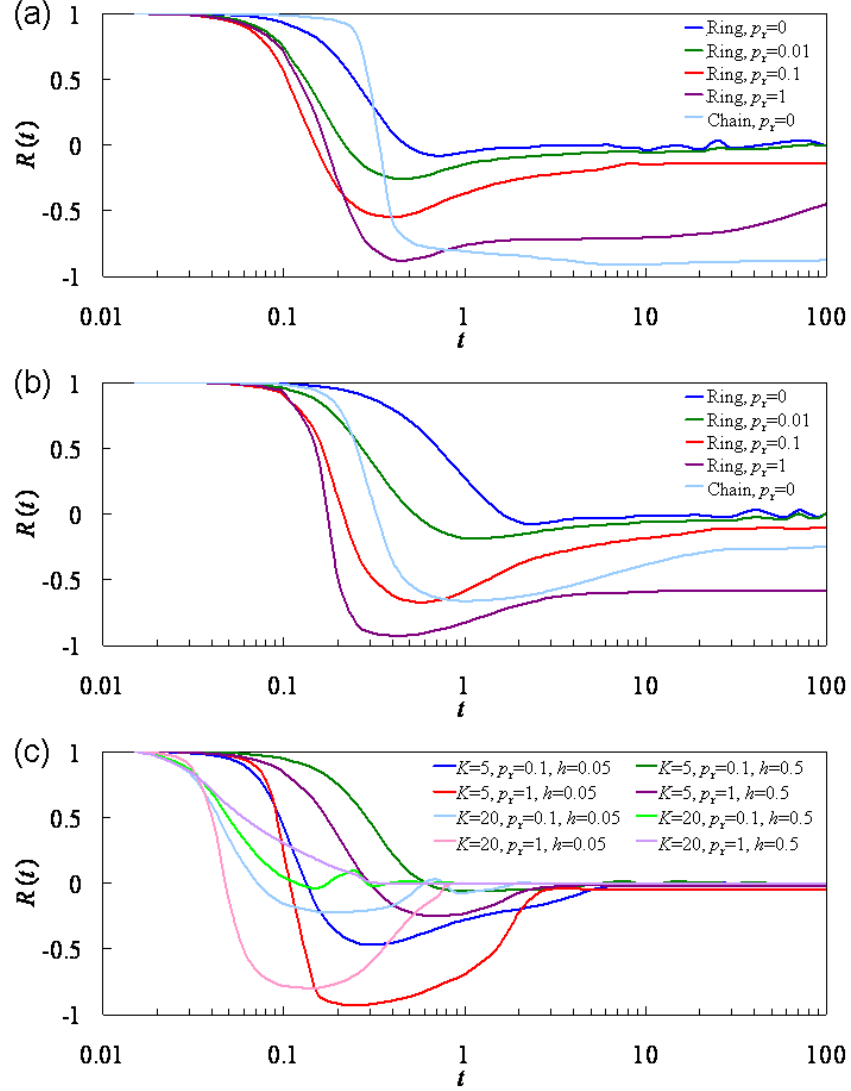 (a)
1
0.5
0
-0.5
-1
R(t)
Ring, pr=0
Ring, pr=0.01
Ring, pr=0.1
Ring, pr=1
Chain, pr=0
0.01 0.1 1 10 100
t
(b)
1
0.5
0
-0.5
-1
R(t)
Ring, pr=0
Ring, pr=0.01
Ring, pr=0.1
Ring, pr=1
Chain, pr=0
0.01 0.1 1 10 100
t
(c)
1
0.5
0
-0.5
-1
R(t)
K=5, pr=0.1, h=0.05 K=5, pr=0.1, h=0.5
K=5, pr=1, h=0.05 K=5, pr=1, h=0.5
K=20, pr=0.1, h=0.05 K=20, pr=0.1, h=0.5
K=20, pr=1, h=0.05 K=20, pr=1, h=0.5
0.01 0.1 1 10 100
t